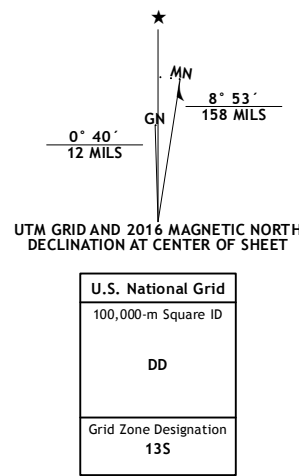 ★
MN
GN
8° 53´
158 MILS
0° 40´
12 MILS
UTM GRID AND 2016 MAGNETIC NORTH
DECLINATION AT CENTER OF SHEET
U.S. National Grid
100,000-m Square ID
DD
Grid Zone Designation
13S